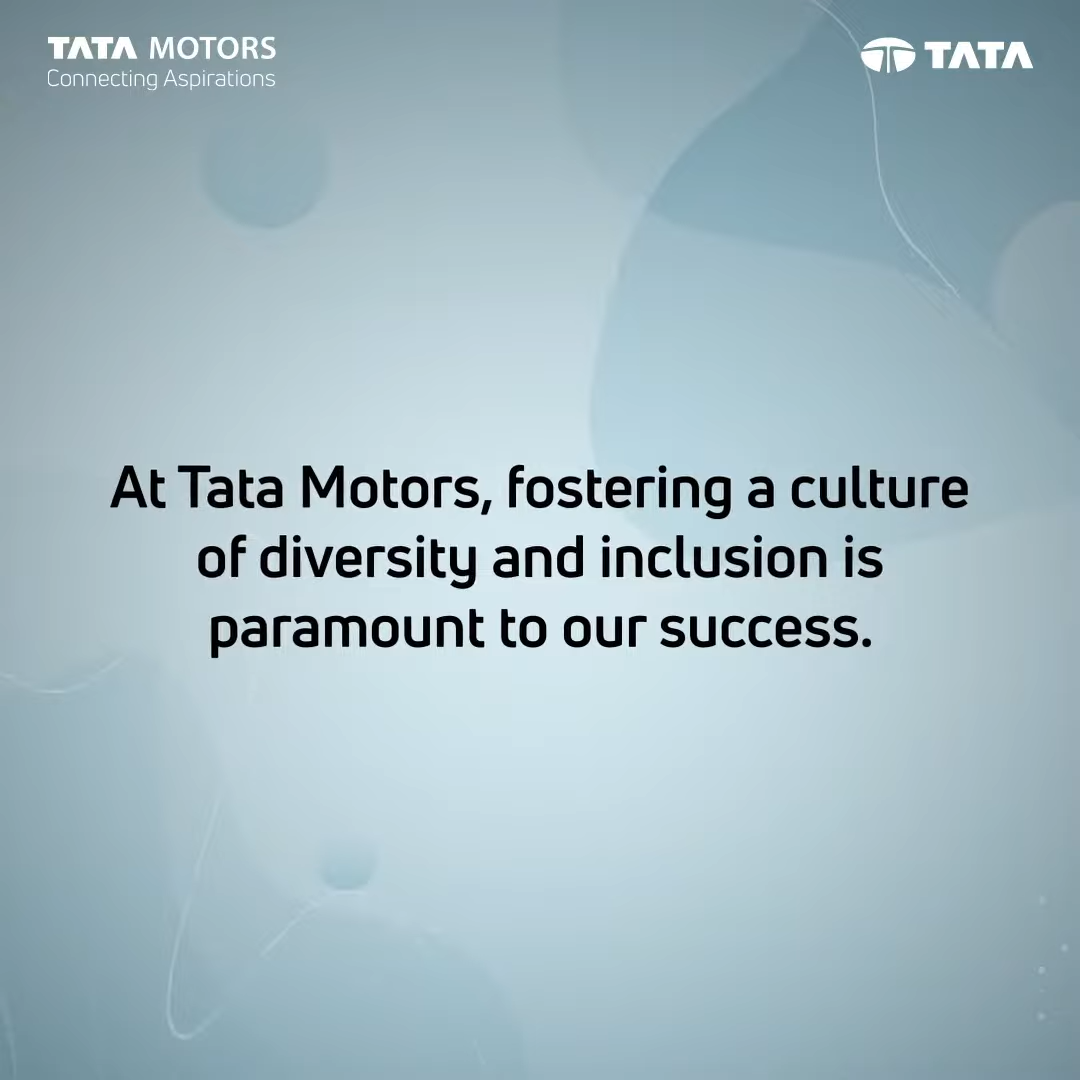 TATA MOTORS
Connecting Aspirations
TATA
At Tata Motors, fostering a culture
of diversity and inclusion is
paramount to our success.